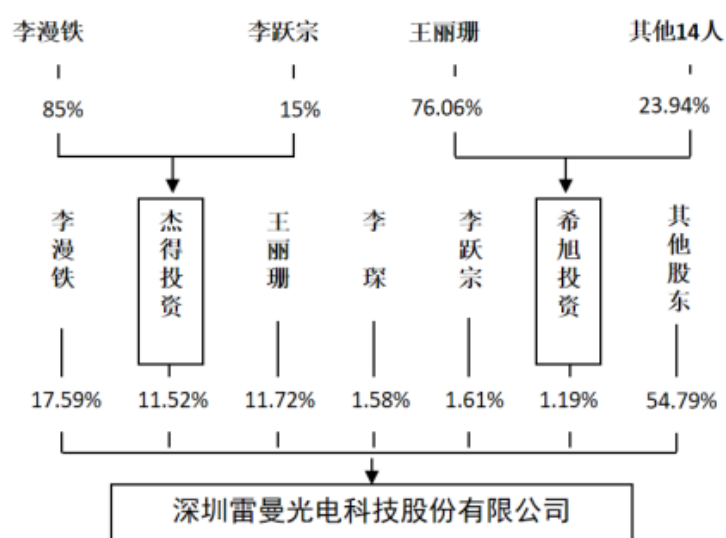 李漫铁 李跃宗 王丽珊 其他14人
85% 15% 76.06% 23.94%
李漫铁 杰得投资 王丽珊 李琛 李跃宗 希旭投资 其他股东
17.59% 11.52% 11.72% 1.58% 1.61% 1.19% 54.79%
深圳雷曼光电科技股份有限公司